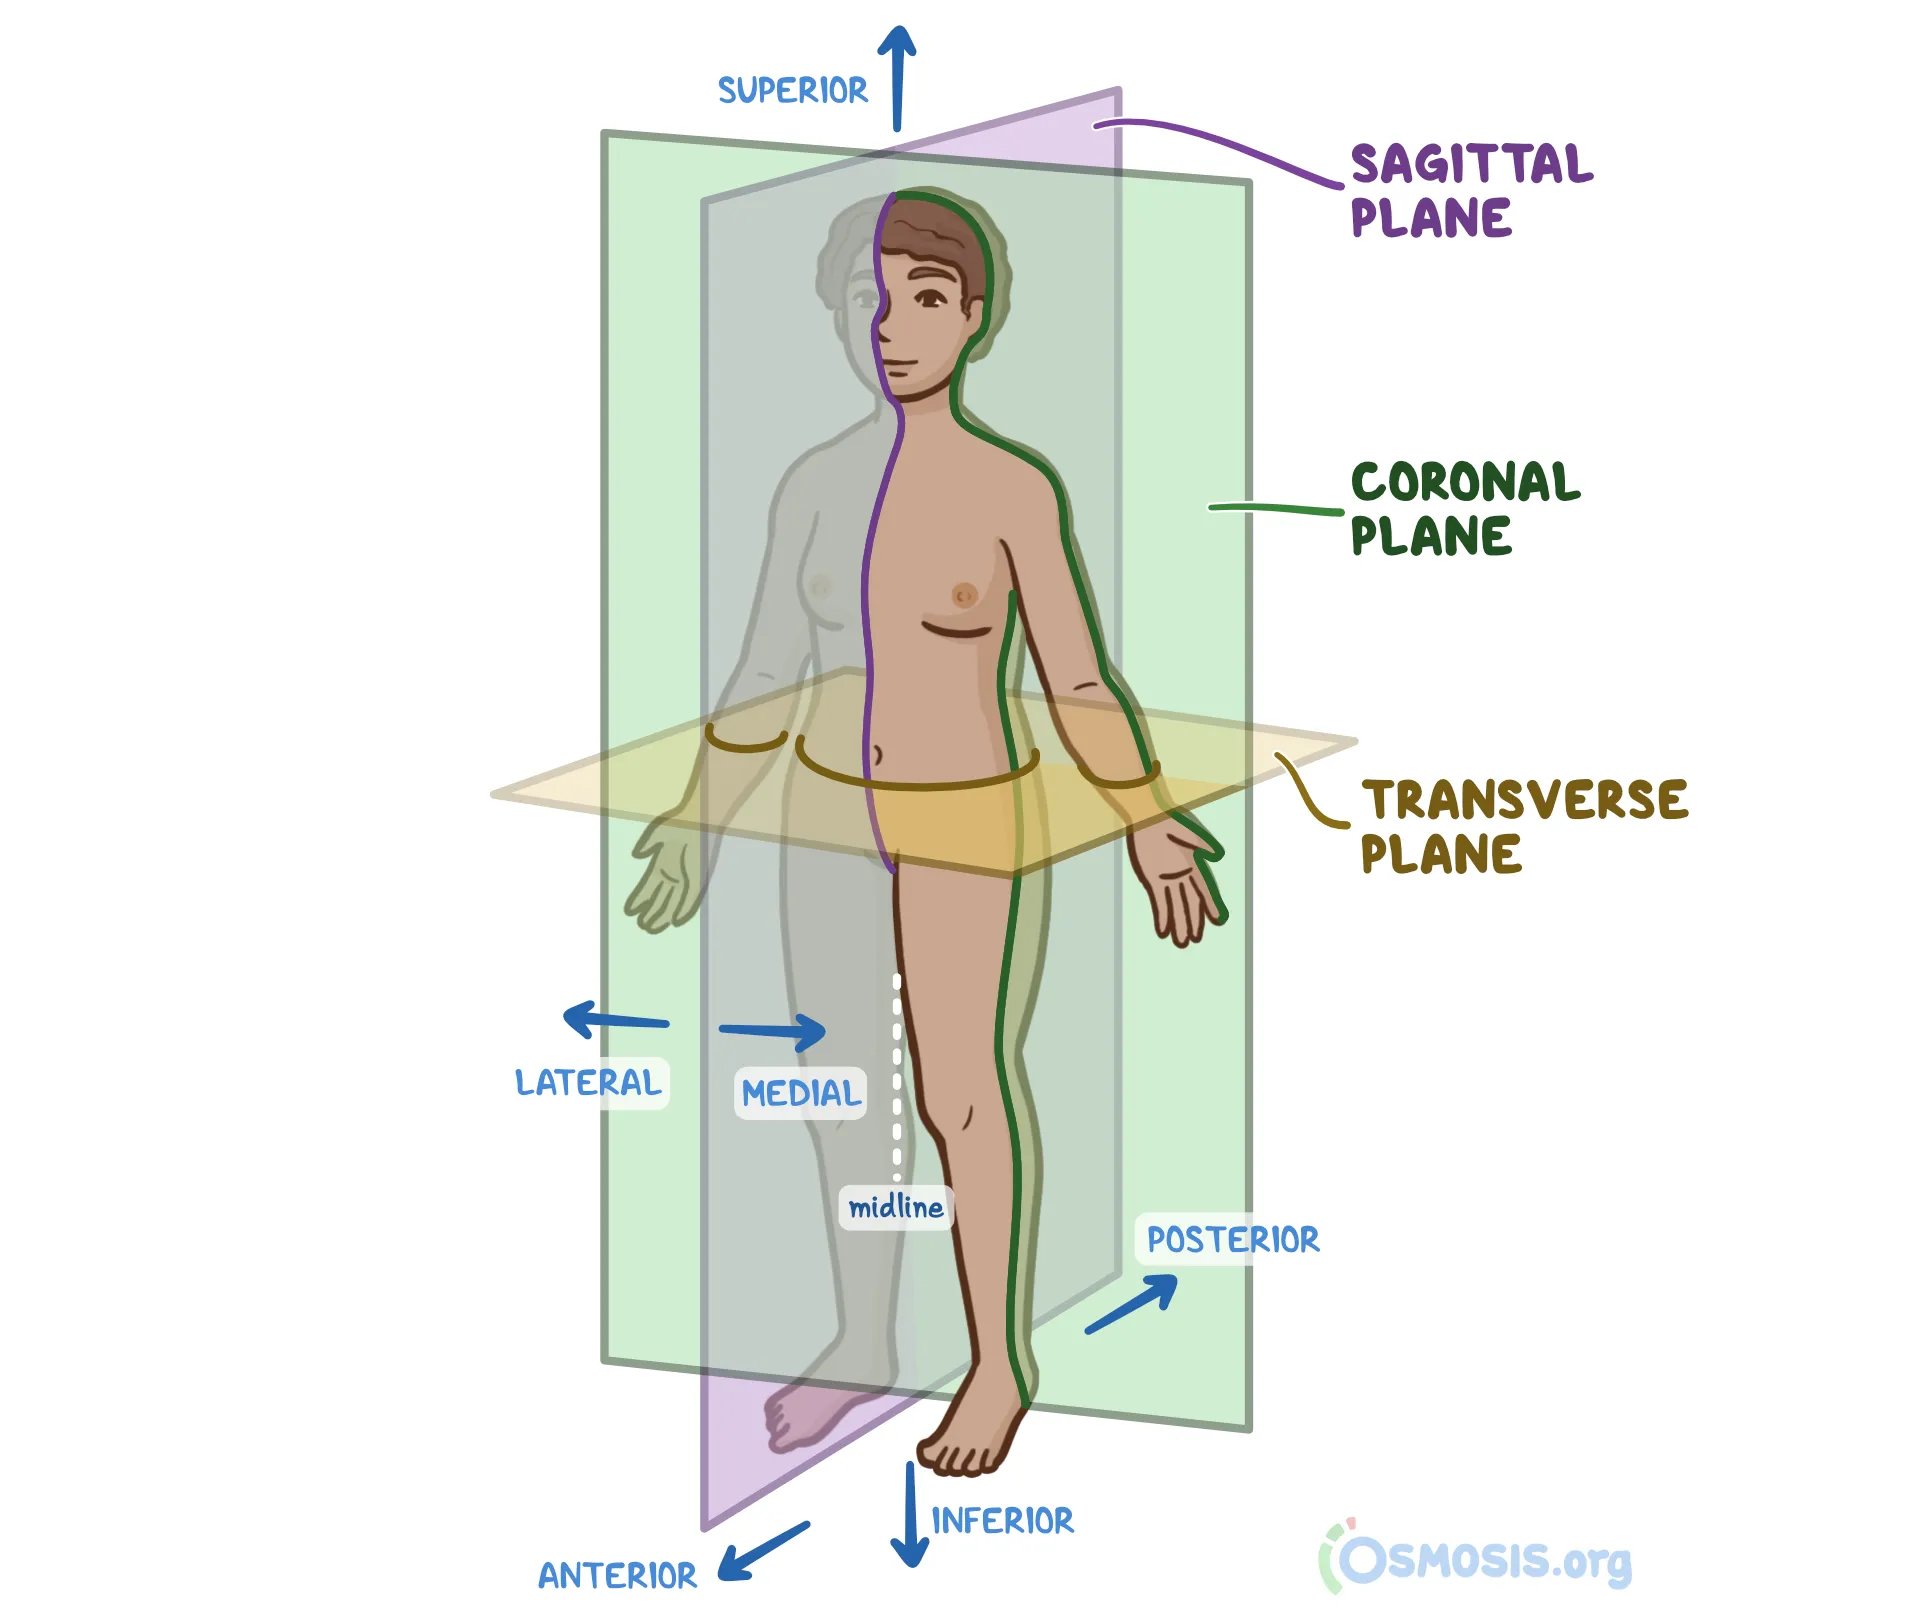 SUPERIOR
SAGITTAL
PLANE
CORONAL
PLANE
TRANSVERSE
PLANE
LATERAL
MEDIAL
midline
POSTERIOR
INFERIOR
ANTERIOR
OSMOSIS.org